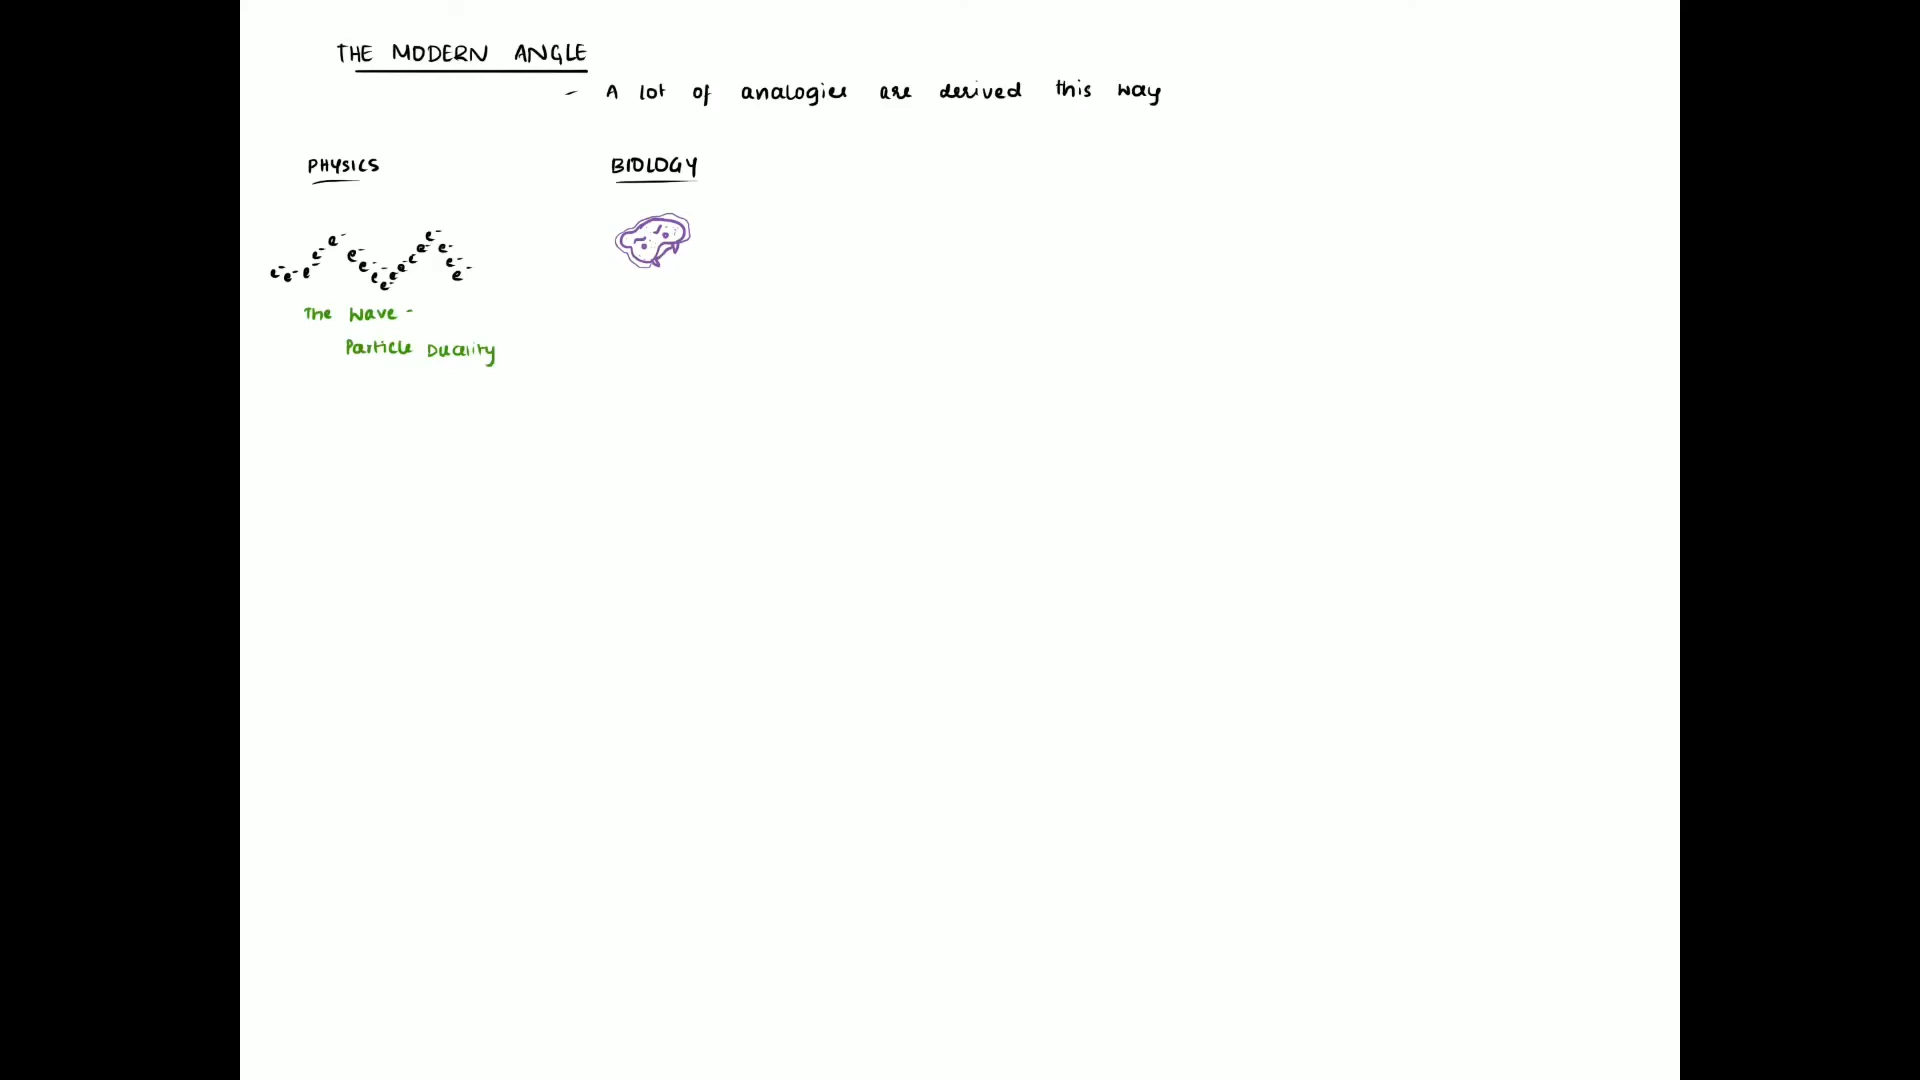 THE MODERN ANGLE
- A lot of analogies are derived this way
PHYSICS BIOLOGY
e- e- e- e- e- e- e- e- e- e- e- e- e- e- e- e- e- e-
The Wave -
Particle Duality